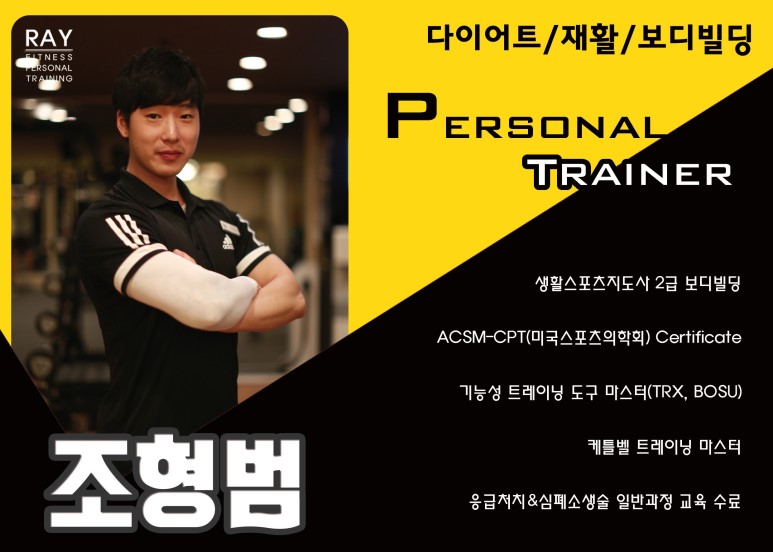 RAY
FITNESS
PERSONAL
TRAINING
다이어트/재활/보디빌딩
PERSONAL
TRAINER
생활스포츠지도사 2급 보디빌딩
ACSM-CPT(미국스포츠의학회) Certificate
기능성 트레이닝 도구 마스터(TRX, BOSU)
케틀벨 트레이닝 마스터
응급처치&심폐소생술 일반과정 교육 수료
조형범
adidas